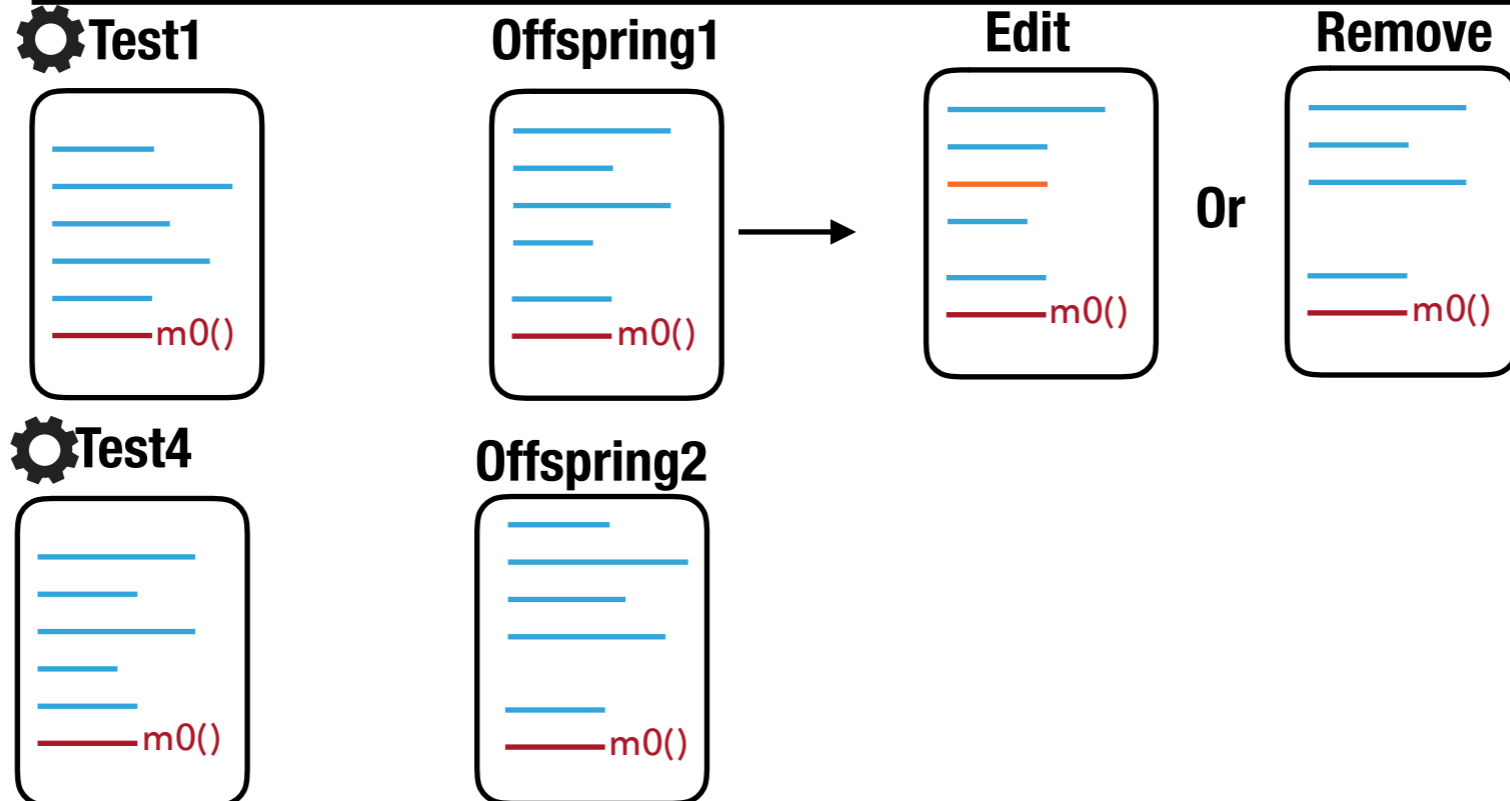 Test1
Offspring1
Edit
Remove
Or
m0()
m0()
m0()
m0()
Test4
Offspring2
m0()
m0()